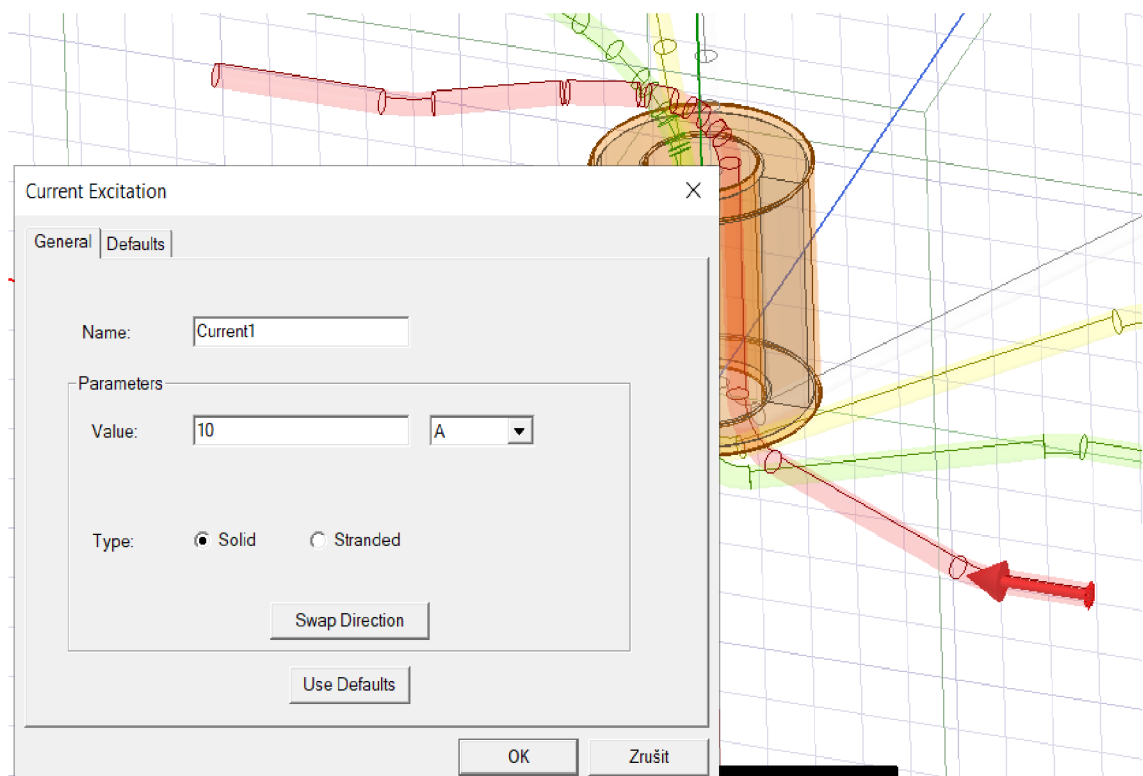 Current Excitation
General Defaults
Name: Current1
Parameters
Value: 10 A
Type: Solid Stranded
Swap Direction
Use Defaults
OK Zrušit